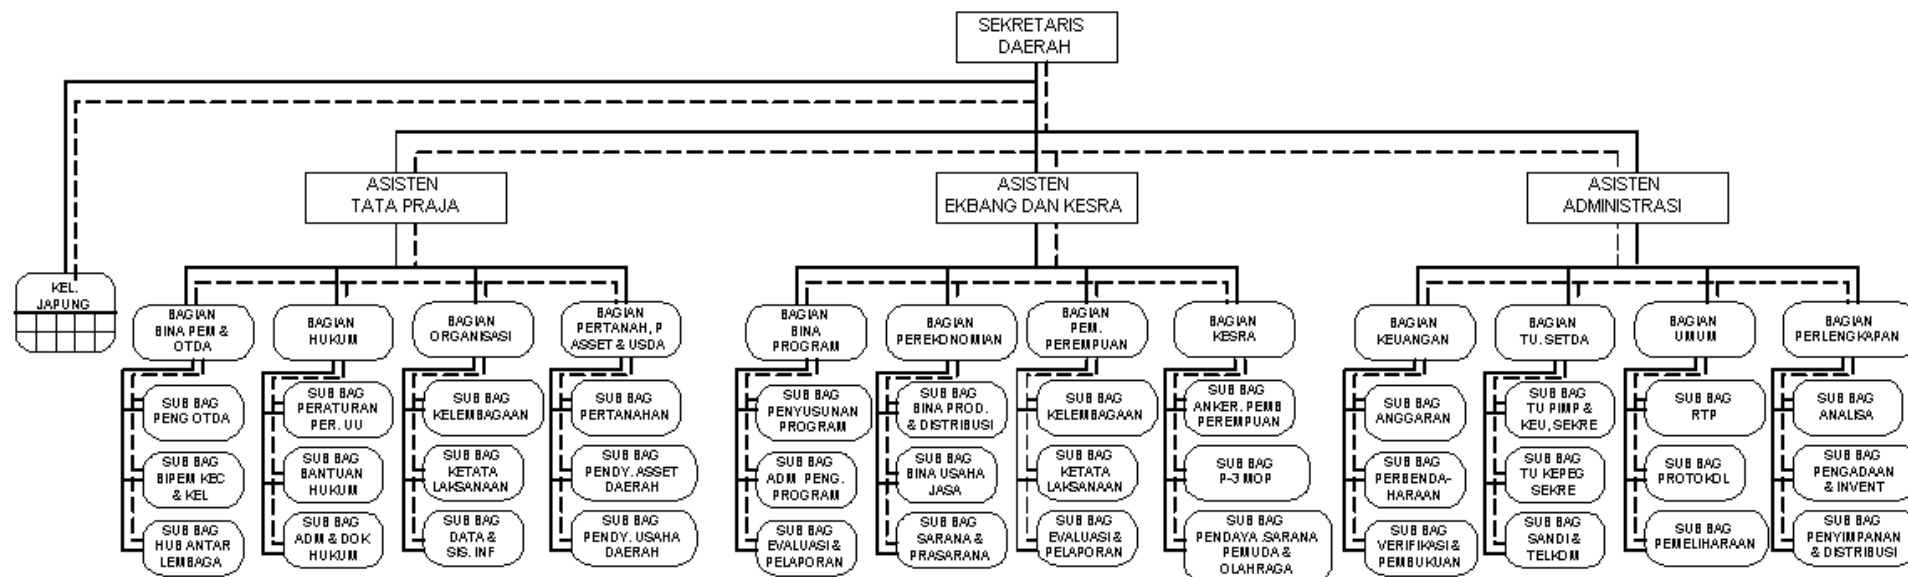 SEKRETARIS
DAERAH
ASISTEN
TATA PRAJA
ASISTEN
EKBANG DAN KESRA
ASISTEN
ADMINISTRASI
KEL.
JAPUNG
BAGIAN
BINA PEM &
OTDA
BAGIAN
HUKUM
BAGIAN
ORGANISASI
BAGIAN
PERTANAH, P
ASSET & USDA
BAGIAN
BINA
PROGRAM
BAGIAN
PEREKONOMIAN
BAGIAN
PEM.
PEREMPUAN
BAGIAN
KESRA
BAGIAN
KEUANGAN
BAGIAN
TU. SETDA
BAGIAN
UMUM
BAGIAN
PERLENGKAPAN
SUB BAG
PENG OTDA
SUB BAG
PERATURAN
PER. UU
SUB BAG
KELEMBAGAAN
SUB BAG
PERTANAHAN
SUB BAG
PENYUSUNAN
PROGRAM
SUB BAG
BINA PROD.
& DISTRIBUSI
SUB BAG
KELEMBAGAAN
SUB BAG
ANKER. PEMB
PEREMPUAN
SUB BAG
ANGGARAN
SUB BAG
TU PIMP &
KEU, SEKRE
SUB BAG
RTP
SUB BAG
ANALISA
SUB BAG
BIPEM KEC
& KEL
SUB BAG
BANTUAN
HUKUM
SUB BAG
KETATA
LAKSANAAN
SUB BAG
PENDY. ASSET
DAERAH
SUB BAG
ADM PENG.
PROGRAM
SUB BAG
BINA USAHA
JASA
SUB BAG
KETATA
LAKSANAAN
SUB BAG
P-3 MOP
SUB BAG
PERBENDA-
HARAAN
SUB BAG
TU KEPEG
SEKRE
SUB BAG
PROTOKOL
SUB BAG
PENGADAAN
& INVENT
SUB BAG
HUB ANTAR
LEMBAGA
SUB BAG
ADM & DOK
HUKUM
SUB BAG
DATA &
SIS. INF
SUB BAG
PENDY. USAHA
DAERAH
SUB BAG
EVALUASI &
PELAPORAN
SUB BAG
SARANA &
PRASARANA
SUB BAG
EVALUASI &
PELAPORAN
SUB BAG
PENDAYA.SARANA
PEMUDA &
OLAHRAGA
SUB BAG
VERIFIKASI &
PEMBUKUAN
SUB BAG
SANDI &
TELKOM
SUB BAG
PEMELIHARAAN
SUB BAG
PENYIMPANAN
& DISTRIBUSI